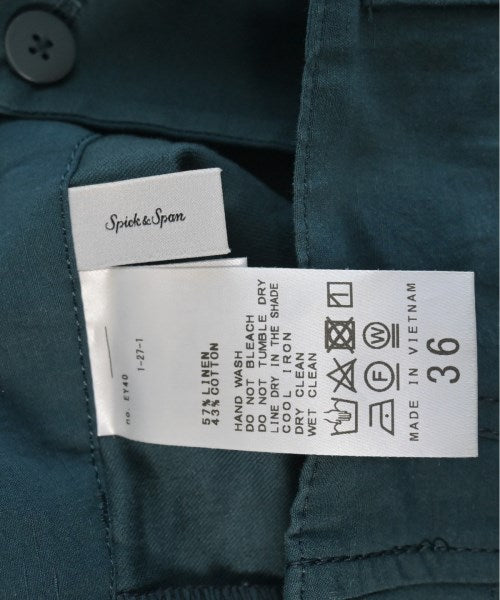 Spick & Span
no. EY40
1-27-1
57% LINEN
43% COTTON
HAND WASH
DO NOT BLEACH
DO NOT TUMBLE DRY
LINE DRY IN THE SHADE
COOL IRON
DRY CLEAN
WET CLEAN
F
W
MADE IN VIETNAM
36